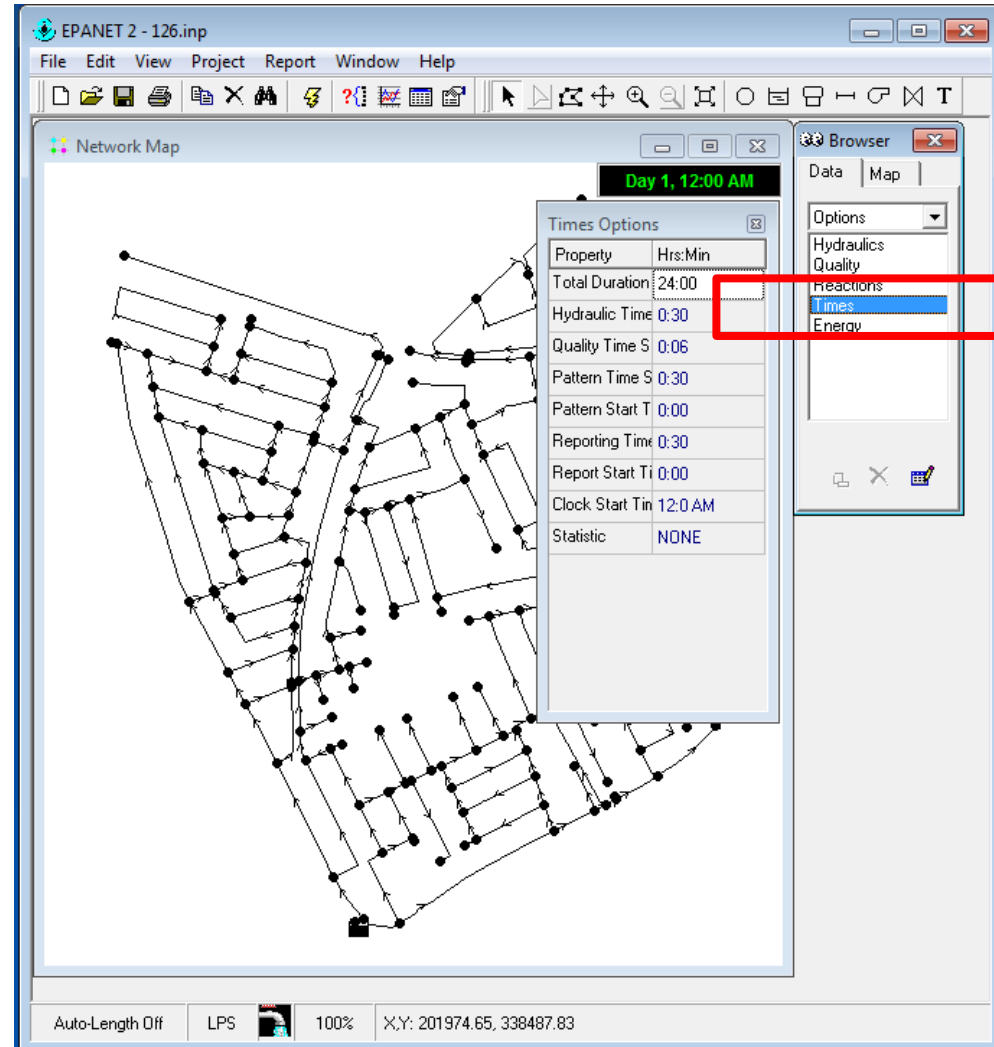 EPANET 2 - 126.inp
File Edit View Project Report Window Help
T
Network Map
Day 1, 12:00 AM
Times Options
Property Hrs:Min
Total Duration 24:00
Hydraulic Time 0:30
Quality Time S 0:06
Pattern Time S 0:30
Pattern Start T 0:00
Reporting Time 0:30
Report Start Ti 0:00
Clock Start Tin 12:0 AM
Statistic NONE
Browser
Data Map
Options
Hydraulics
Quality
Reactions
Times
Energy
Auto-Length Off LPS 100% X,Y: 201974.65, 338487.83